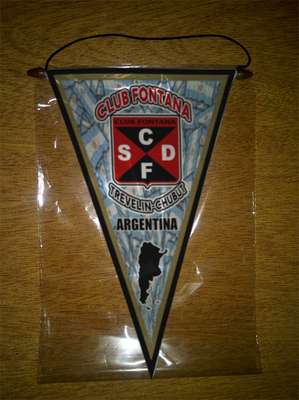 CLUB FONTANA
CLUB FONTANA
C
S D
F
TREVELIN-CHUBUT
ARGENTINA